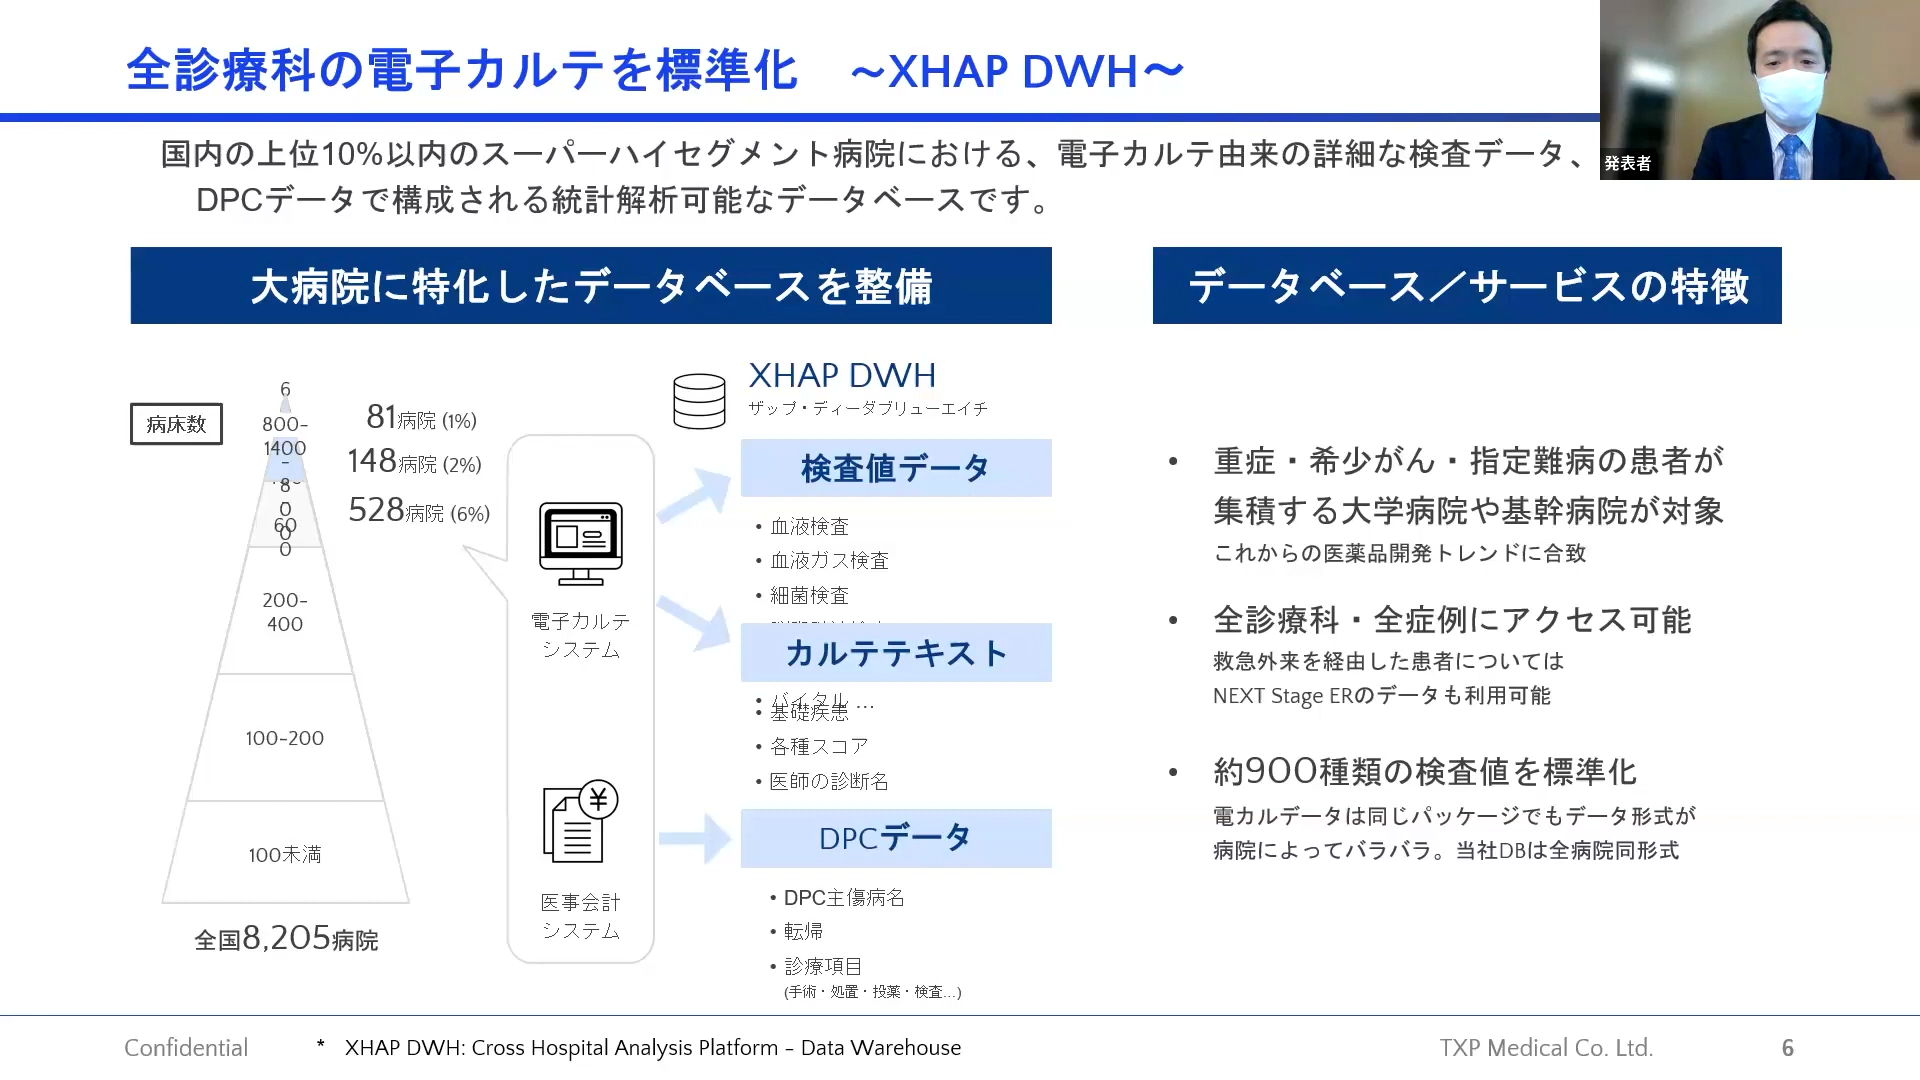 全診療科の電子カルテを標準化　～XHAP DWH～
発表者
国内の上位10%以内のスーパーハイセグメント病院における、電子カルテ由来の詳細な検査データ、
DPCデータで構成される統計解析可能なデータベースです。
大病院に特化したデータベースを整備
データベース／サービスの特徴
病床数
6
800-
1400
-
8
0
0
60
0
200-
400
100-200
100未満
全国8,205病院
81病院 (1%)
148病院 (2%)
528病院 (6%)
電子カルテ
システム
医事会計
システム
XHAP DWH
ザップ・ディーダブリューエイチ
検査値データ
• 血液検査
• 血液ガス検査
• 細菌検査
カルテテキスト
• バイタル …
• 基礎疾患
• 各種スコア
• 医師の診断名
DPCデータ
• DPC主傷病名
• 転帰
• 診療項目
(手術・処置・投薬・検査...)
• 重症・希少がん・指定難病の患者が
集積する大学病院や基幹病院が対象
これからの医薬品開発トレンドに合致
• 全診療科・全症例にアクセス可能
救急外来を経由した患者については
NEXT Stage ERのデータも利用可能
• 約900種類の検査値を標準化
電カルデータは同じパッケージでもデータ形式が
病院によってバラバラ。当社DBは全病院同形式
Confidential
* XHAP DWH: Cross Hospital Analysis Platform - Data Warehouse
TXP Medical Co. Ltd.
6